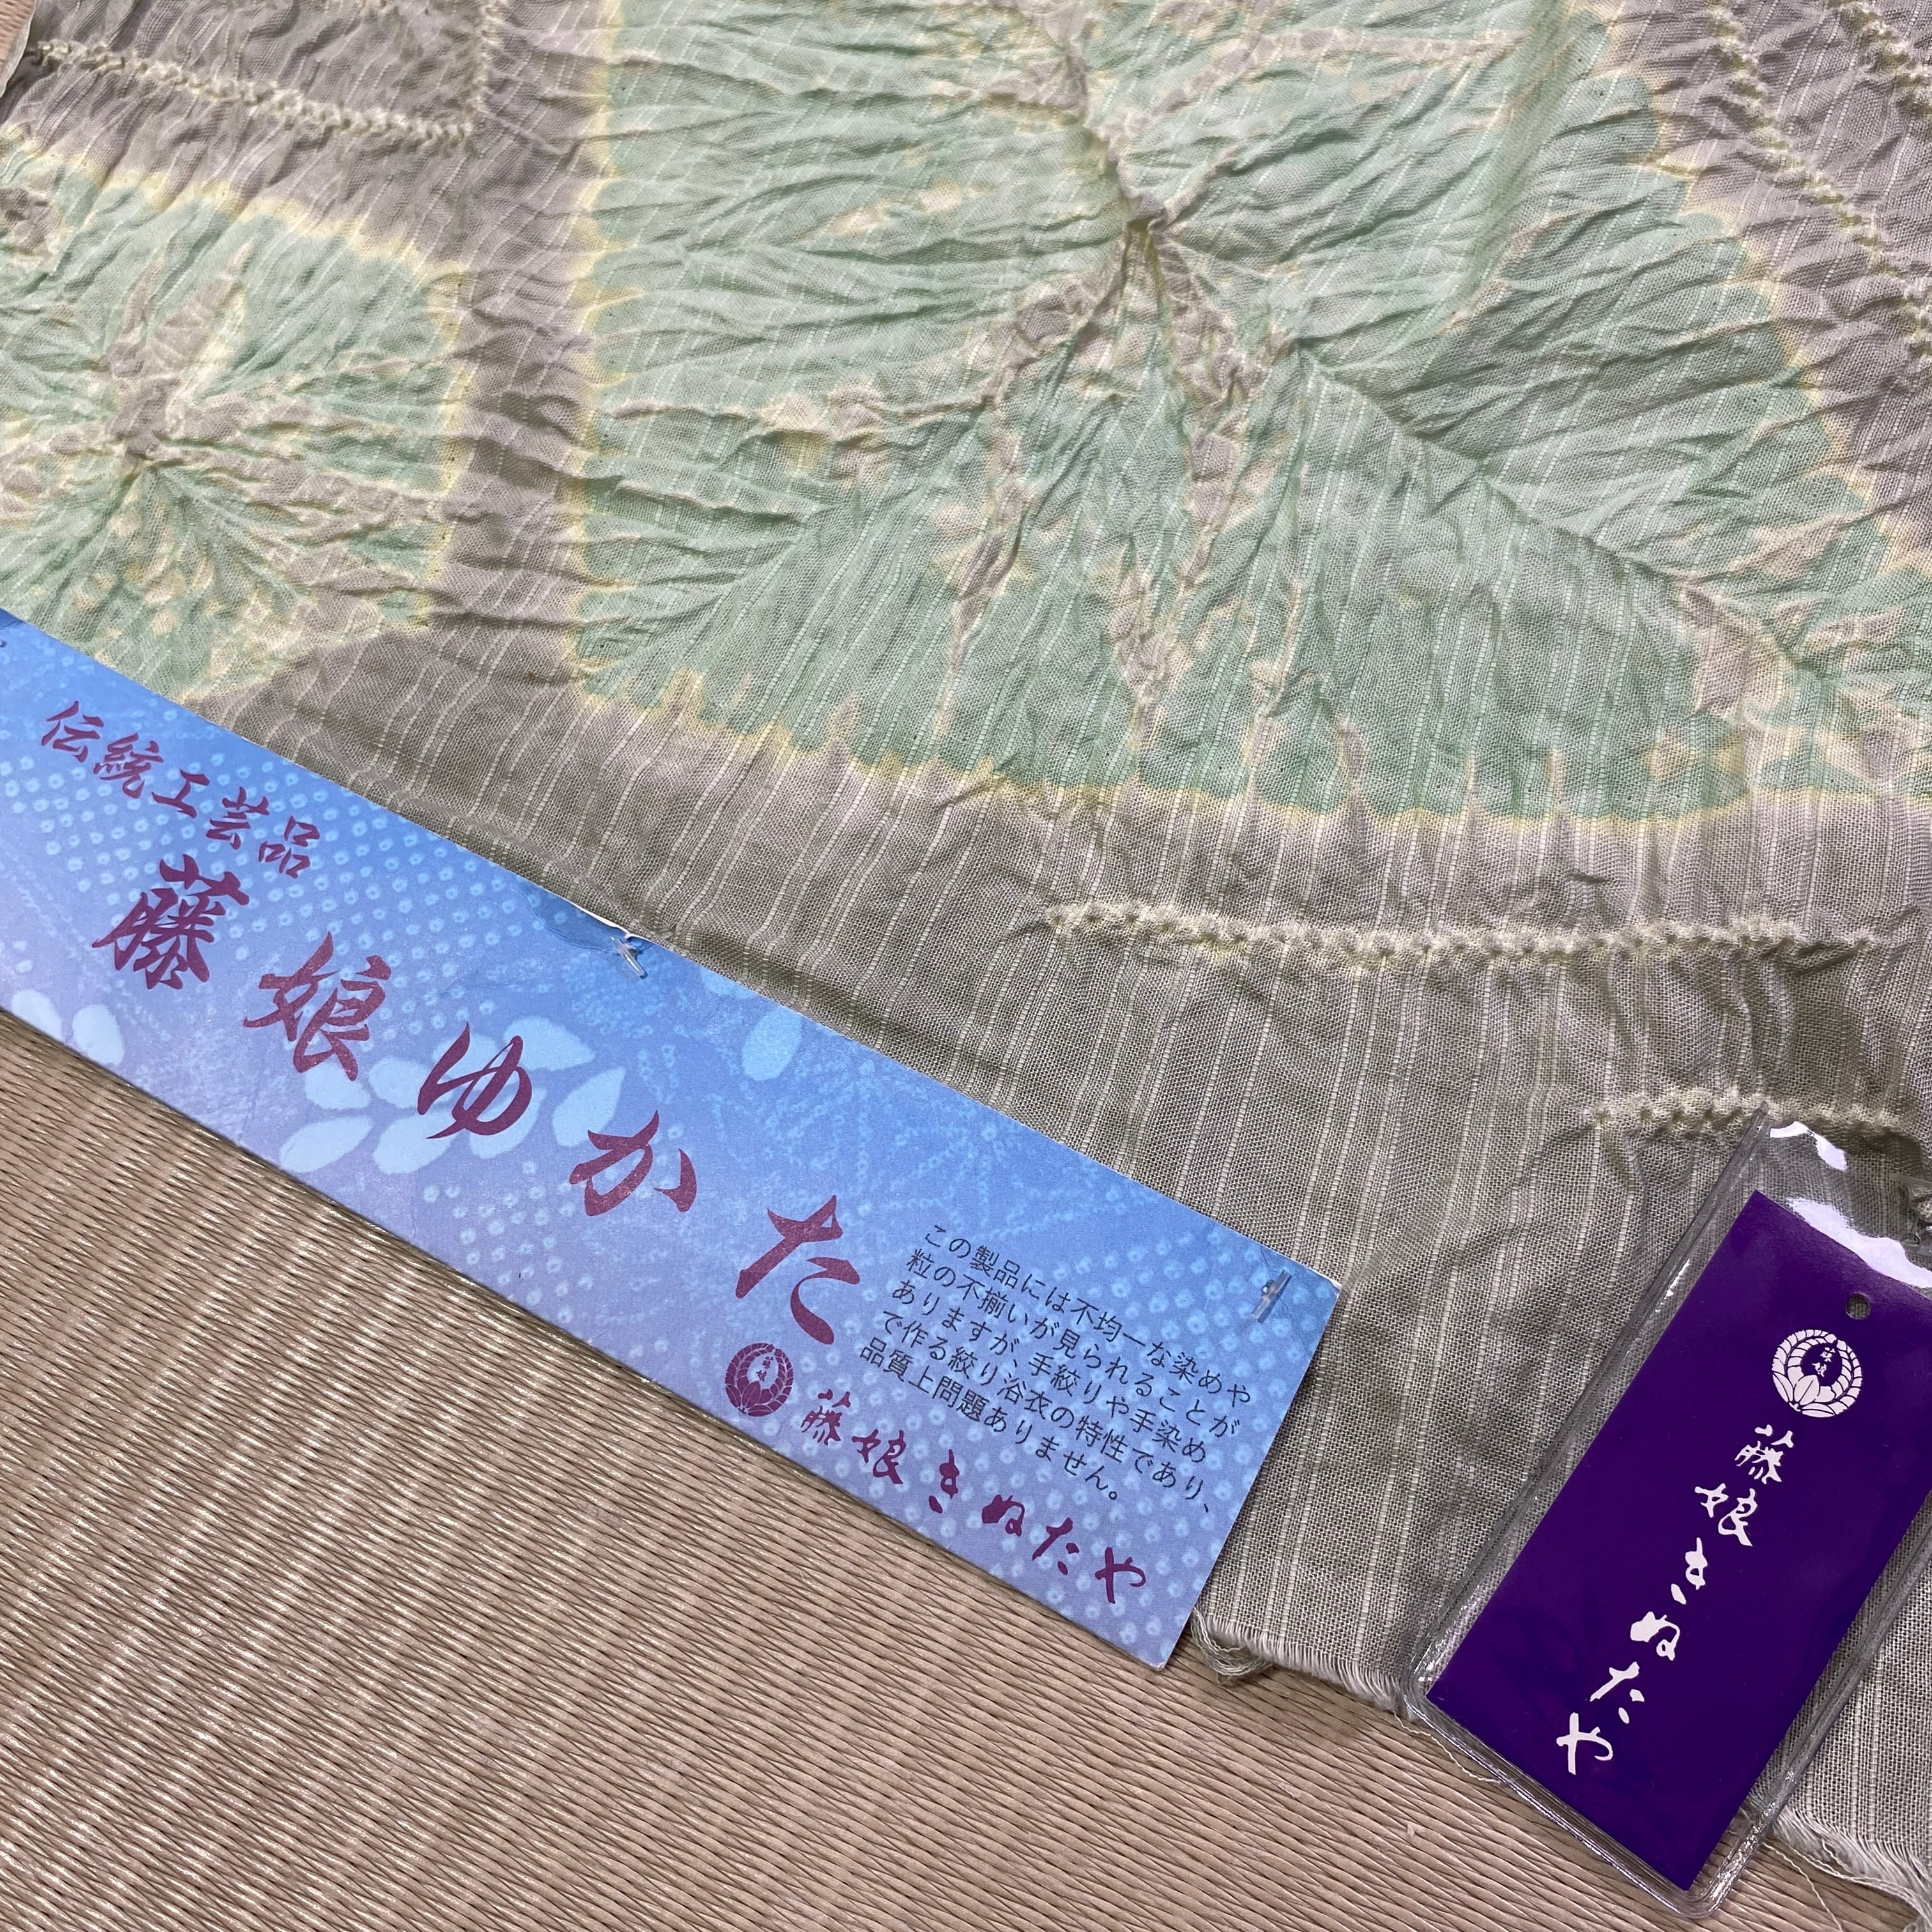 伝統工芸品
藤娘ゆかた
この製品には不均一な染めや
粒の不揃いが見られることが
ありますが、手絞りや手染め
で作る絞り浴衣の特性であり、
品質上問題ありません。
藤娘
藤娘きぬたや
藤娘
藤娘きぬたや